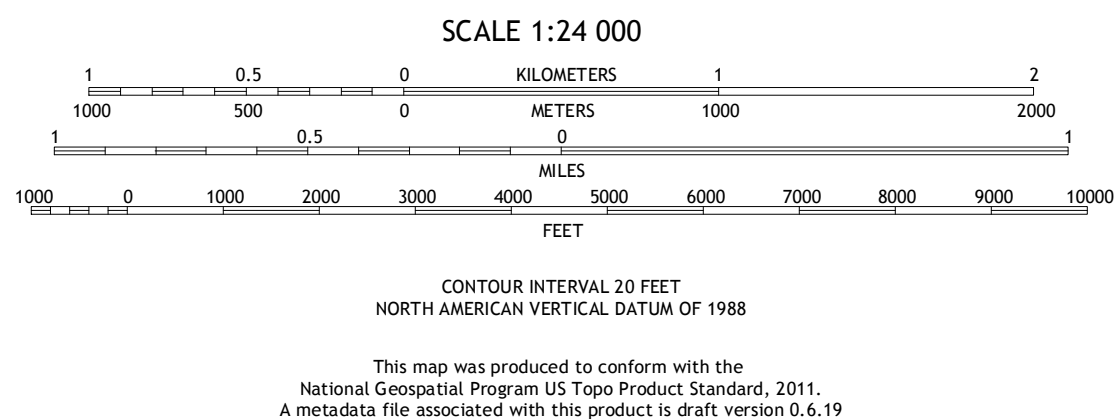 SCALE 1:24 000
1 0.5 0 KILOMETERS 1 2
1000 500 0 METERS 1000 2000
1 0.5 0 1
MILES
1000 0 1000 2000 3000 4000 5000 6000 7000 8000 9000 10000
FEET
CONTOUR INTERVAL 20 FEET
NORTH AMERICAN VERTICAL DATUM OF 1988
This map was produced to conform with the
National Geospatial Program US Topo Product Standard, 2011.
A metadata file associated with this product is draft version 0.6.19